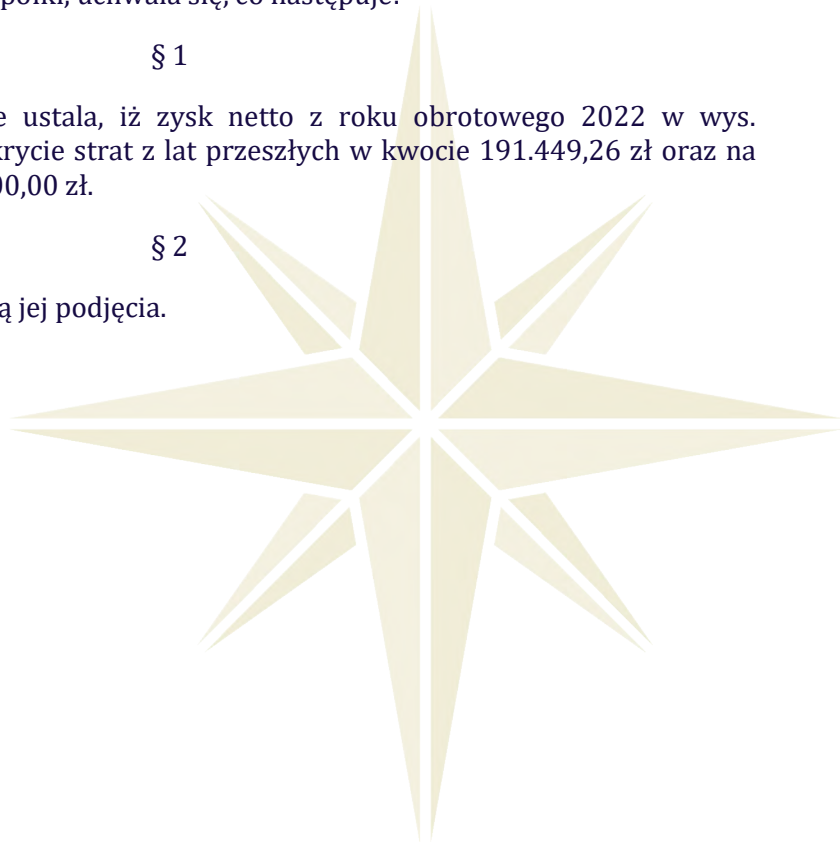 uchwala się, co następuje:
§ 1
ustala, iż zysk netto z roku obrotowego 2022 w wys.
strat z lat przeszłych w kwocie 191.449,26 zł oraz na
00,00 zł.
§ 2
jej podjęcia.